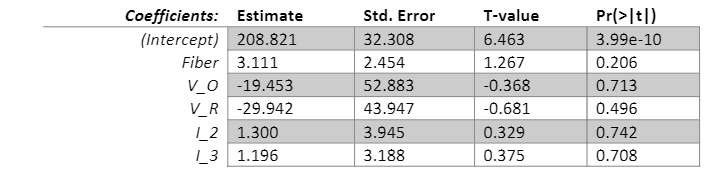 Coefficients: Estimate Std. Error T-value Pr(>|t|)
(Intercept) 208.821 32.308 6.463 3.99e-10
Fiber 3.111 2.454 1.267 0.206
V_O -19.453 52.883 -0.368 0.713
V_R -29.942 43.947 -0.681 0.496
I_2 1.300 3.945 0.329 0.742
I_3 1.196 3.188 0.375 0.708